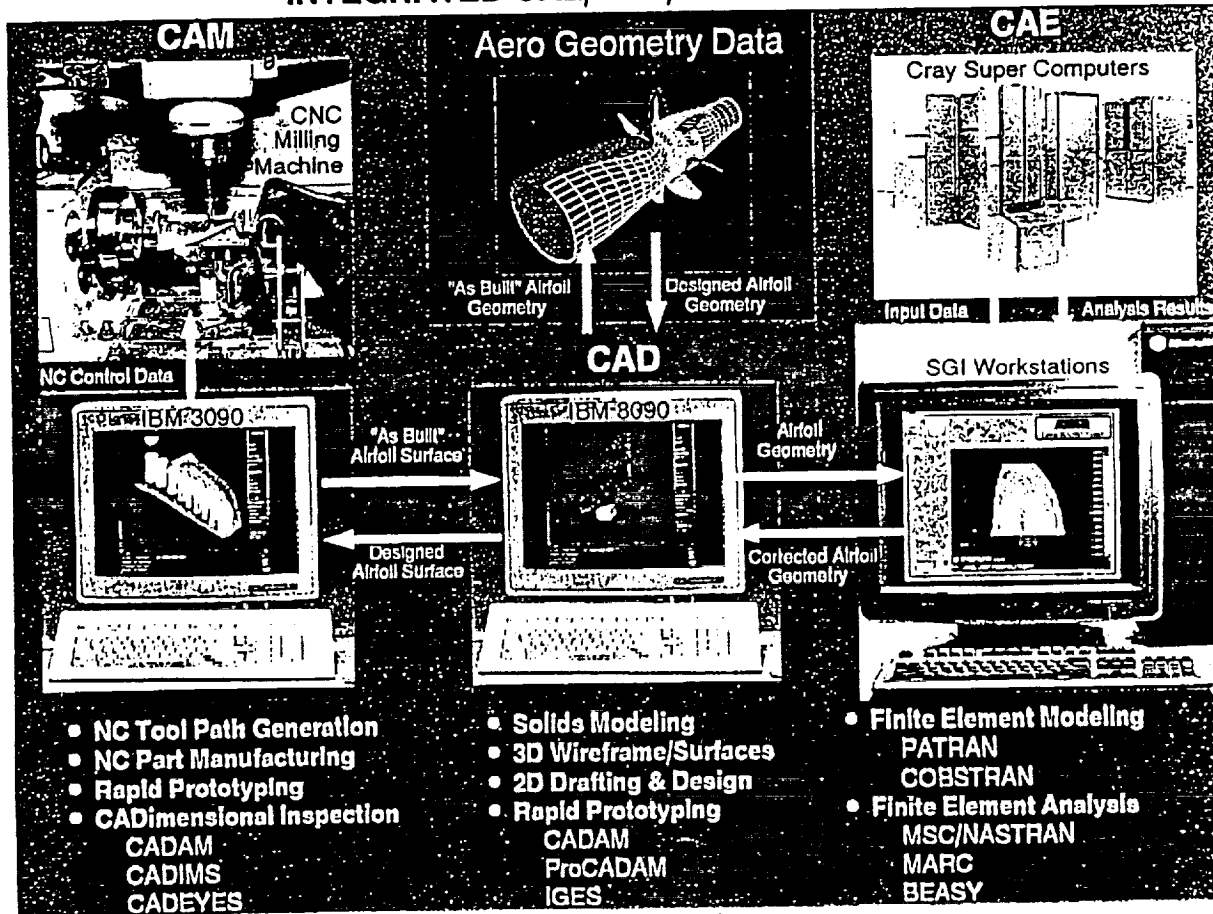 INTEGRATED CAE,
CAM
CNC
Milling
Machine
NC Control Data
IBM 3090
"As Built"
Airfoil Surface
Designed
Airfoil Surface
• NC Tool Path Generation
• NC Part Manufacturing
• Rapid Prototyping
• CADimensional Inspection
CADAM
CADIMS
CADEYES
Aero Geometry Data
"As Built" Airfoil
Geometry
Designed Airfoil
Geometry
CAD
IBM 8090
Airfoil
Geometry
Corrected Airfoil
Geometry
• Solids Modeling
• 3D Wireframe/Surfaces
• 2D Drafting & Design
• Rapid Prototyping
CADAM
ProCADAM
IGES
CAE
Cray Super Computers
Input Data
Analysis Results
SGI Workstations
• Finite Element Modeling
PATRAN
COBSTRAN
• Finite Element Analysis
MSC/NASTRAN
MARC
BEASY